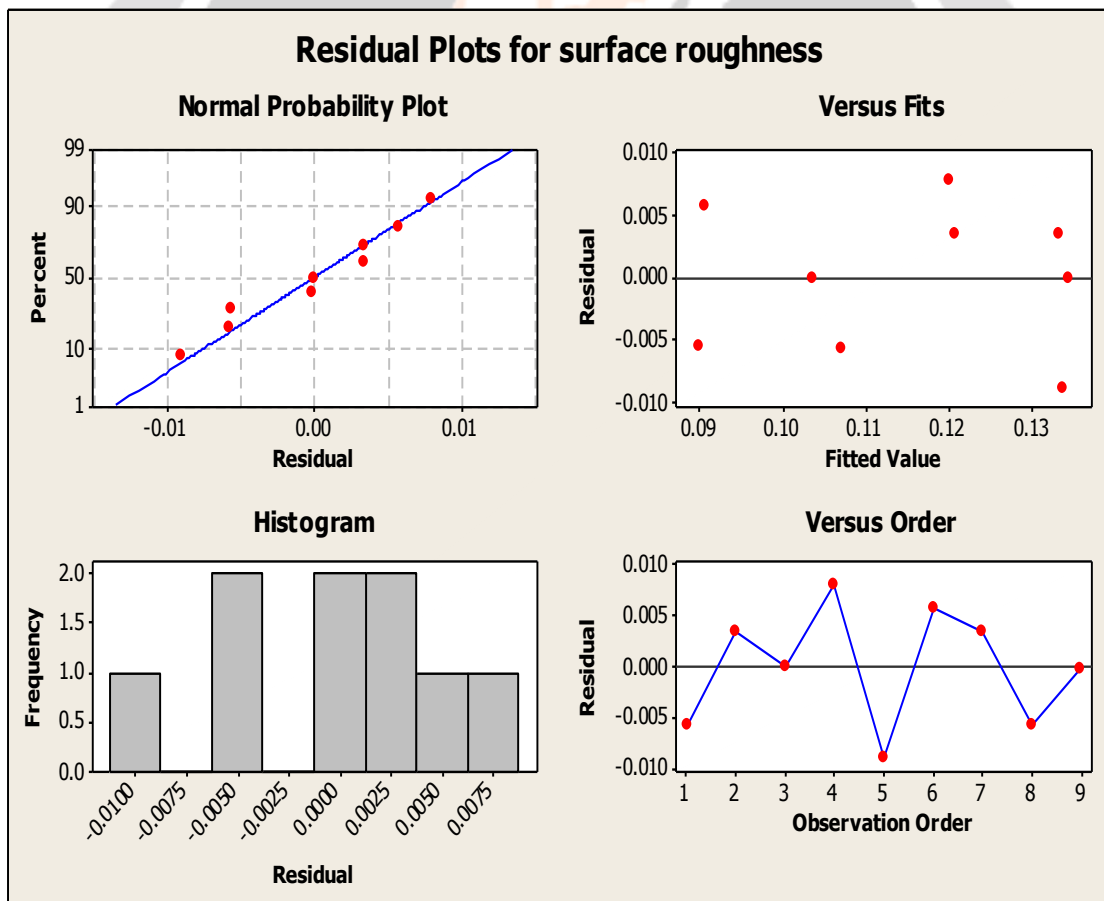 Residual Plots for surface roughness
Normal Probability Plot
Percent
99
90
50
10
1
-0.01 0.00 0.01
Residual
Versus Fits
Residual
0.010
0.005
0.000
-0.005
-0.010
0.09 0.10 0.11 0.12 0.13
Fitted Value
Histogram
Frequency
2.0
1.5
1.0
0.5
0.0
-0.0100 -0.0075 -0.0050 -0.0025 0.0000 0.0025 0.0050 0.0075
Residual
Versus Order
Residual
0.010
0.005
0.000
-0.005
-0.010
1 2 3 4 5 6 7 8 9
Observation Order